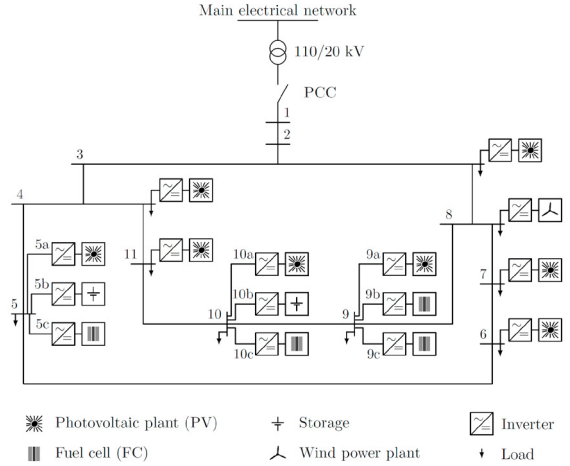 Main electrical network
110/20 kV
PCC
1
2
3
4
8
5a
11
10a
9a
7
5b
10b
9b
5
10
9
5c
10c
9c
6
Photovoltaic plant (PV)
Storage
Inverter
Fuel cell (FC)
Wind power plant
Load